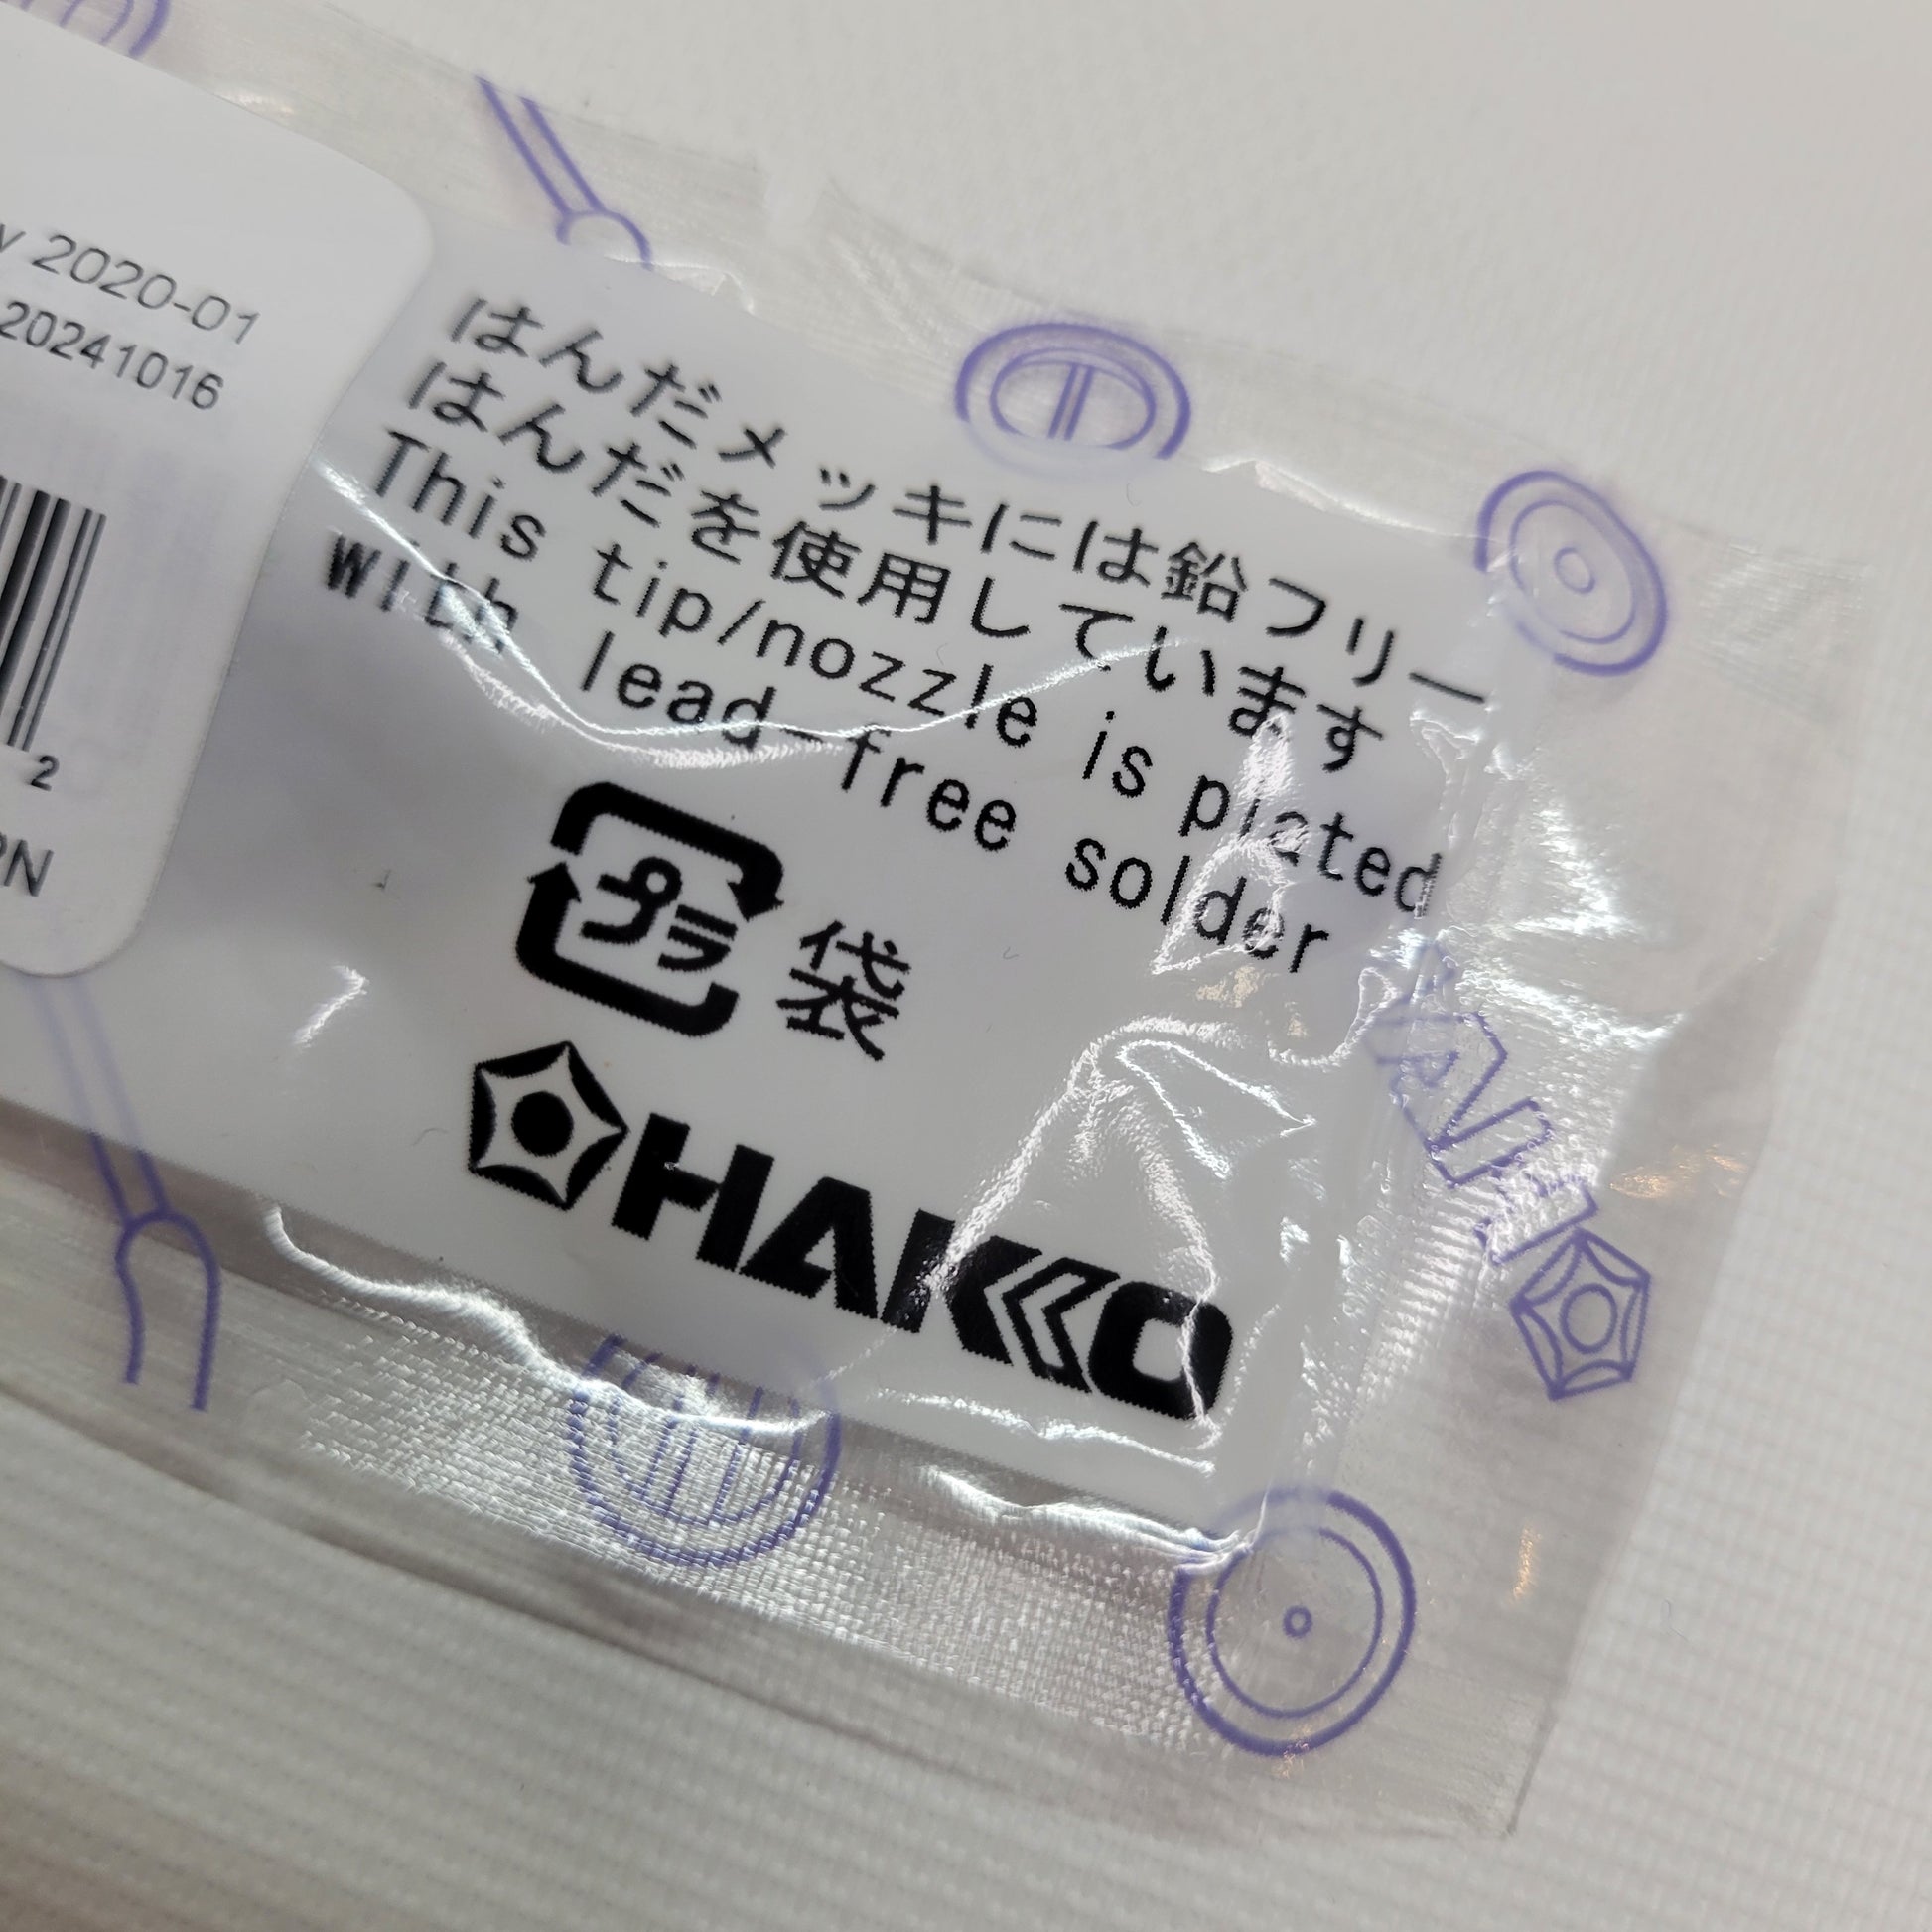 2020-01
20241016
2
はんだメッキには鉛フリー
はんだを使用しています
This tip/nozzle is plated
with lead-free solder
プラ 袋
HAKKO